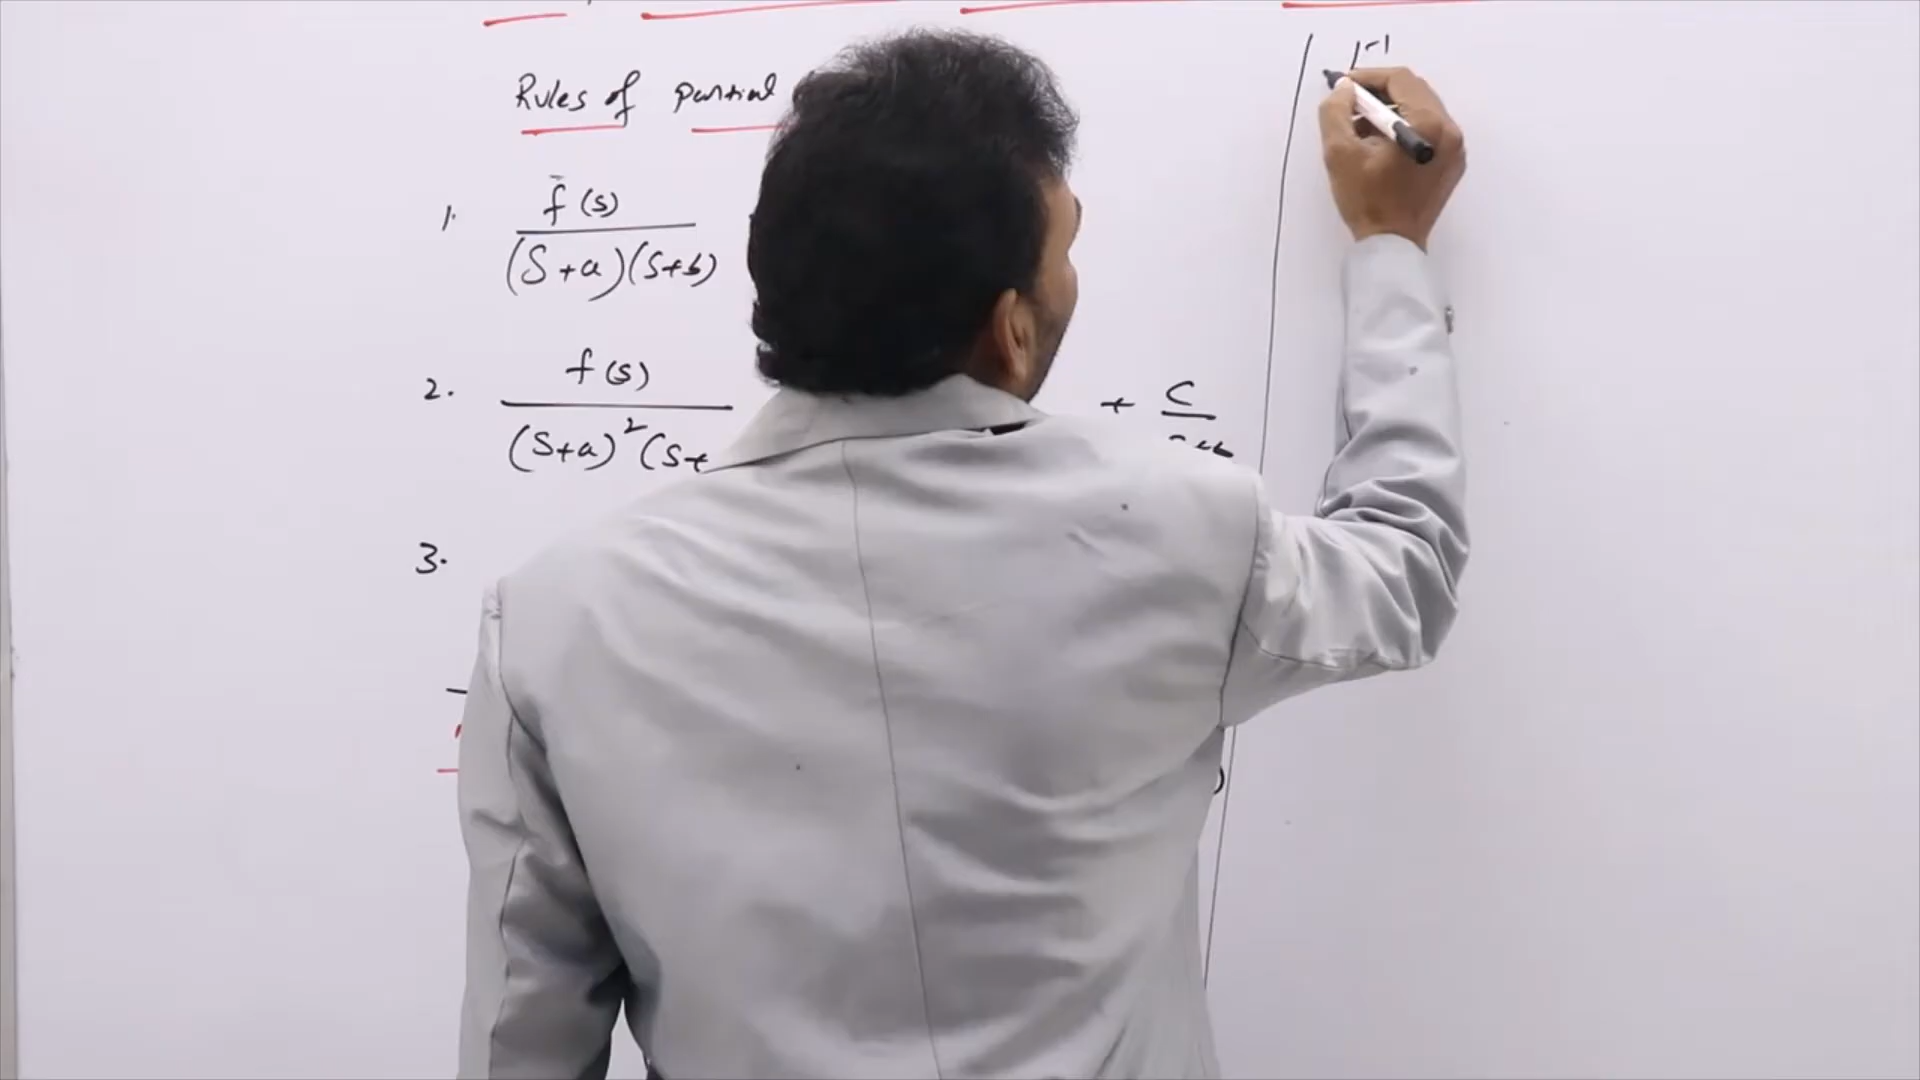 Rules of partial
1. f̄(s)
(S+a)(S+b)
2. f(s) + C
(S+a)² (S+
3.